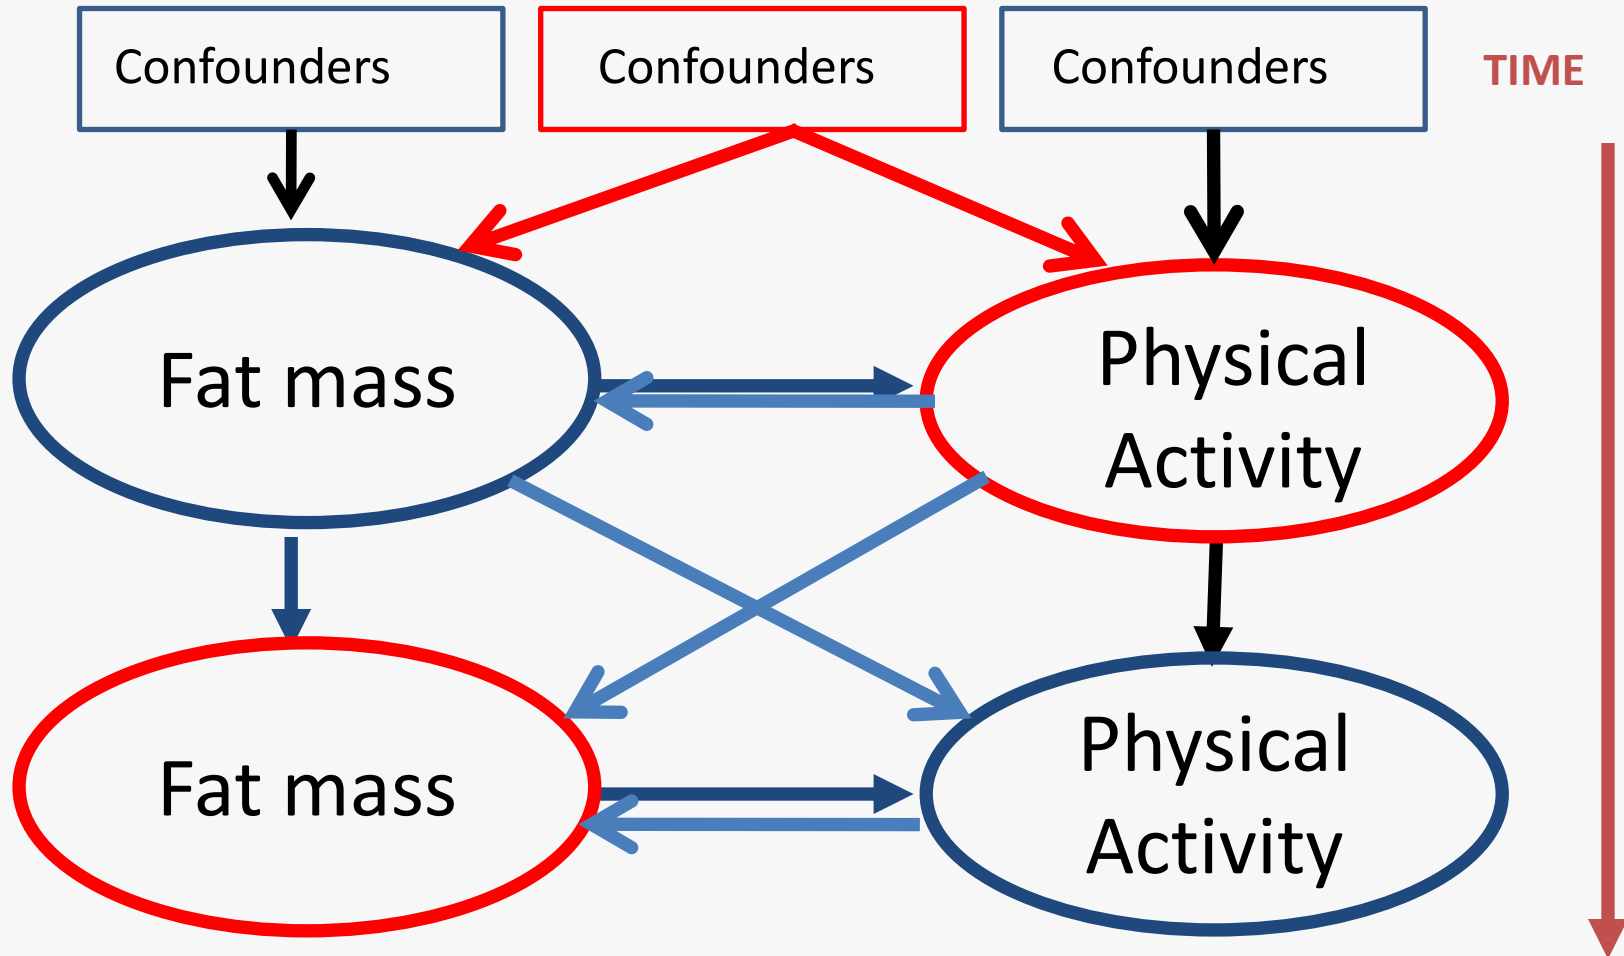 Confounders
Confounders
Confounders
TIME
Fat mass
Physical
Activity
Fat mass
Physical
Activity